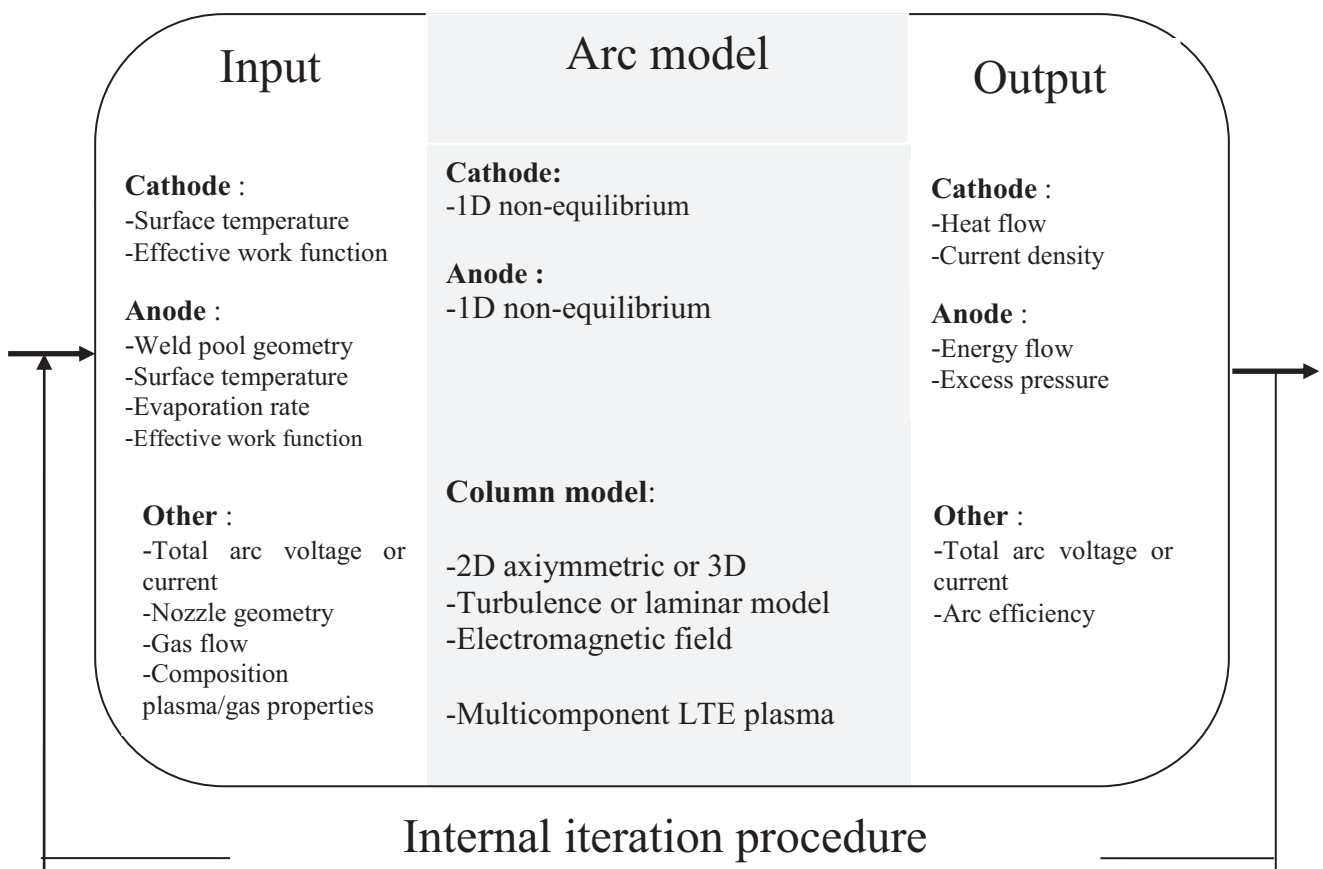 Input
Cathode :
-Surface temperature
-Effective work function
Anode :
-Weld pool geometry
-Surface temperature
-Evaporation rate
-Effective work function
Other :
-Total arc voltage or
current
-Nozzle geometry
-Gas flow
-Composition
plasma/gas properties
Arc model
Cathode:
-1D non-equilibrium
Anode :
-1D non-equilibrium
Column model:
-2D axiymmetric or 3D
-Turbulence or laminar model
-Electromagnetic field
-Multicomponent LTE plasma
Output
Cathode :
-Heat flow
-Current density
Anode :
-Energy flow
-Excess pressure
Other :
-Total arc voltage or
current
-Arc efficiency
Internal iteration procedure